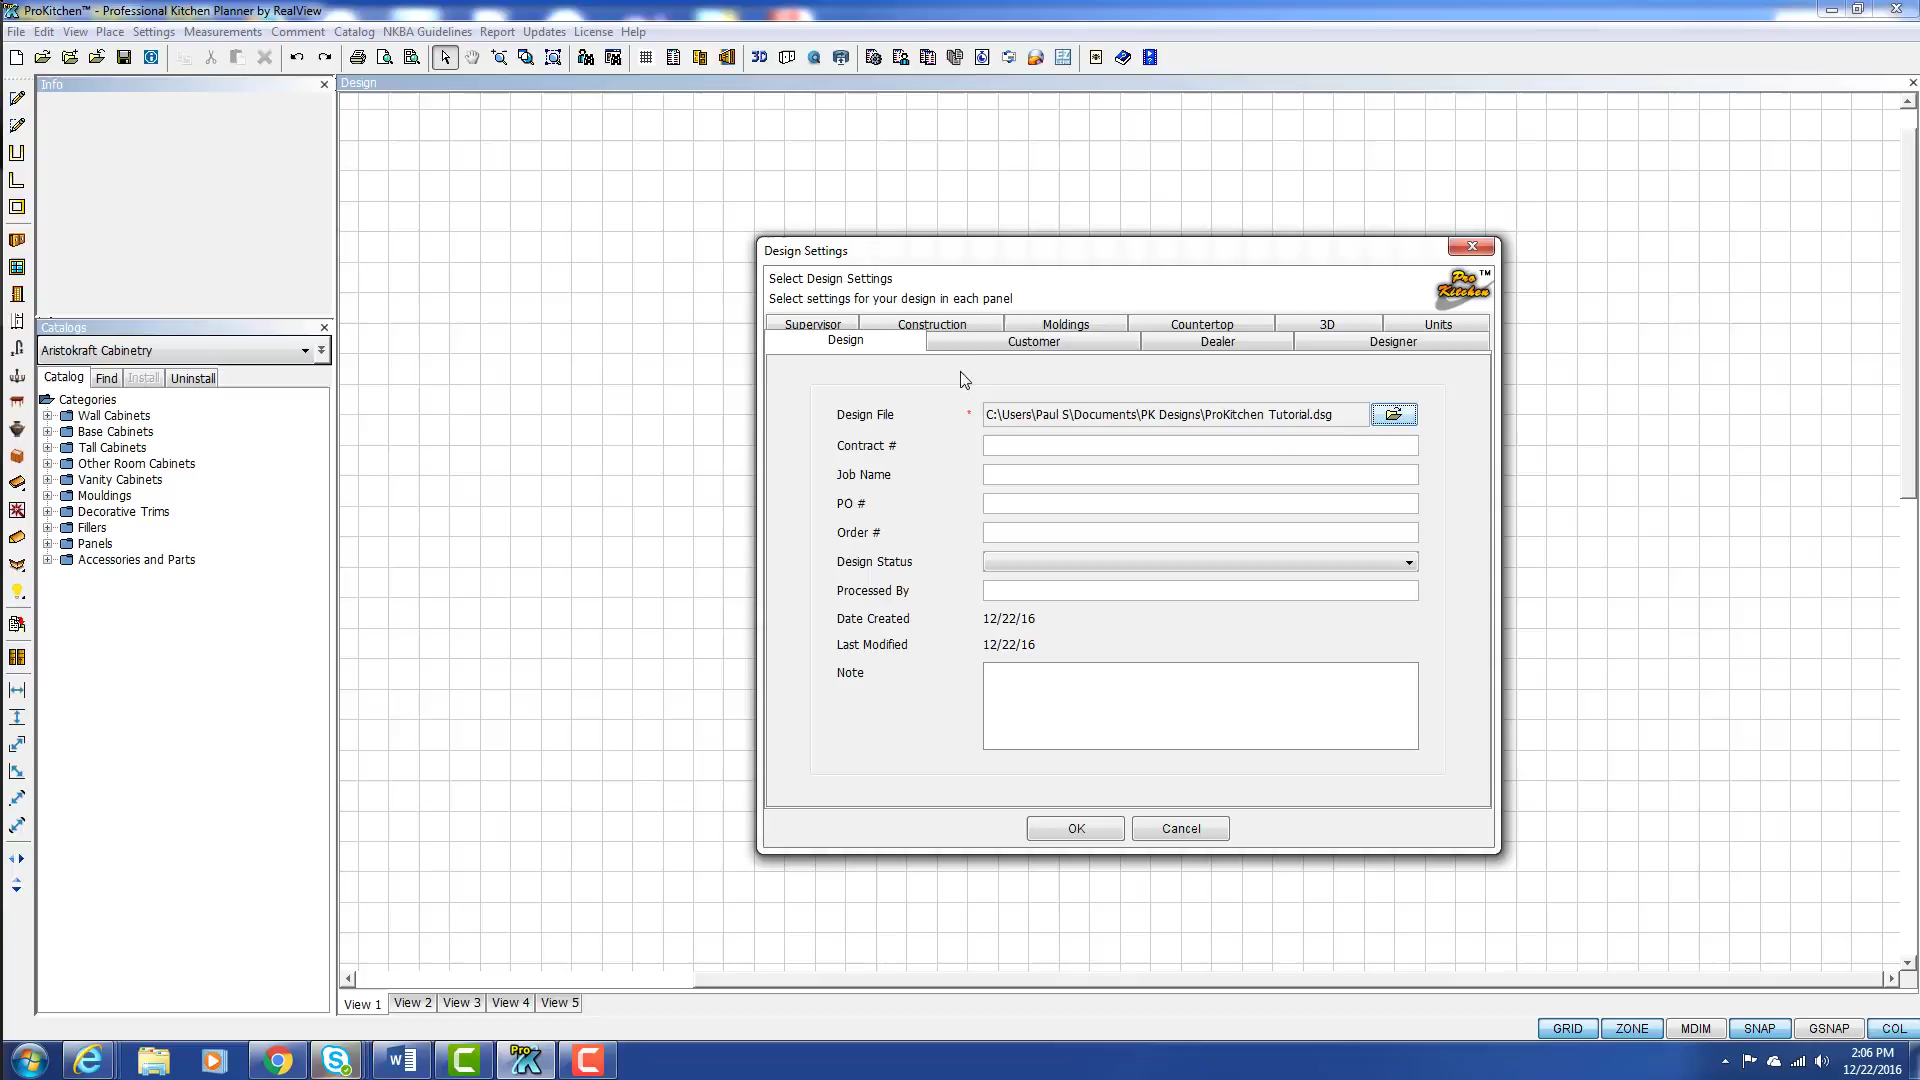 ProKitchen™ - Professional Kitchen Planner by RealView
File Edit View Place Settings Measurements Comment Catalog NKBA Guidelines Report Updates License Help
3D
Info
Design
Catalogs
Aristokraft Cabinetry
Catalog Find Install Uninstall
Categories
Wall Cabinets
Base Cabinets
Tall Cabinets
Other Room Cabinets
Vanity Cabinets
Mouldings
Decorative Trims
Fillers
Panels
Accessories and Parts
Design Settings
Select Design Settings
Select settings for your design in each panel
Pro Kitchen ™
Supervisor Construction Moldings Countertop 3D Units
Design Customer Dealer Designer
Design File * C:\Users\Paul S\Documents\PK Designs\ProKitchen Tutorial.dsg
Contract #
Job Name
PO #
Order #
Design Status
Processed By
Date Created 12/22/16
Last Modified 12/22/16
Note
OK Cancel
View 1 View 2 View 3 View 4 View 5
GRID ZONE MDIM SNAP GSNAP COL
Pro
2:06 PM
12/22/2016